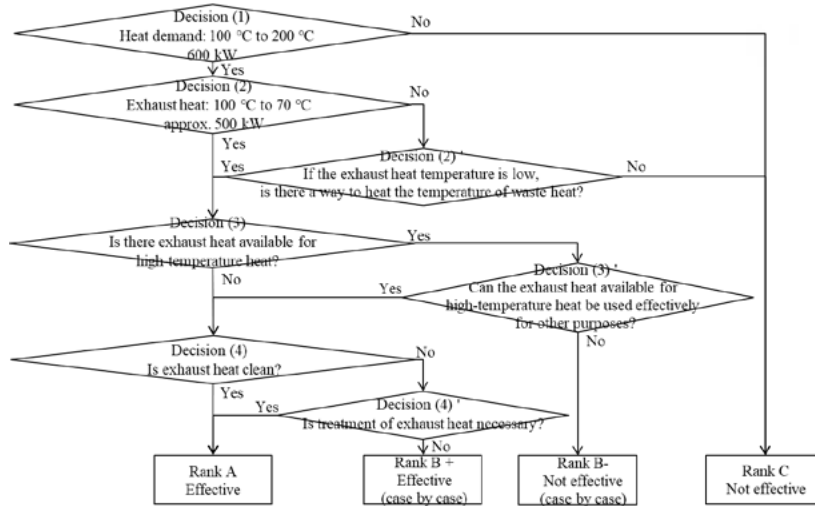 Decision (1)
Heat demand: 100 ℃ to 200 ℃
600 kW
No
Yes
Decision (2)
Exhaust heat: 100 ℃ to 70 ℃
approx. 500 kW
No
Yes
Decision (2) '
If the exhaust heat temperature is low,
is there a way to heat the temperature of waste heat?
Yes
No
Decision (3)
Is there exhaust heat available for
high-temperature heat?
Yes
No
Decision (3) '
Can the exhaust heat available for
high-temperature heat be used effectively
for other purposes?
Yes
No
Decision (4)
Is exhaust heat clean?
No
Yes
Decision (4) '
Is treatment of exhaust heat necessary?
Yes
No
Rank A
Effective
Rank B +
Effective
(case by case)
Rank B-
Not effective
(case by case)
Rank C
Not effective